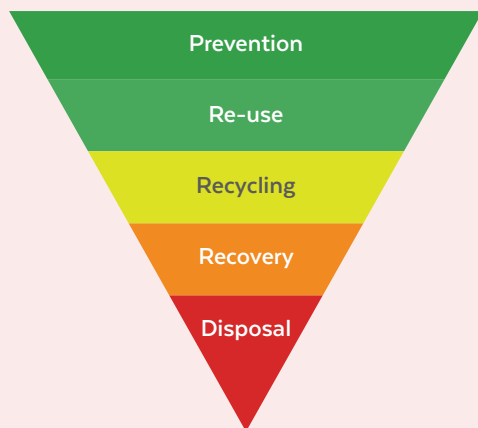 Prevention
Re-use
Recycling
Recovery
Disposal